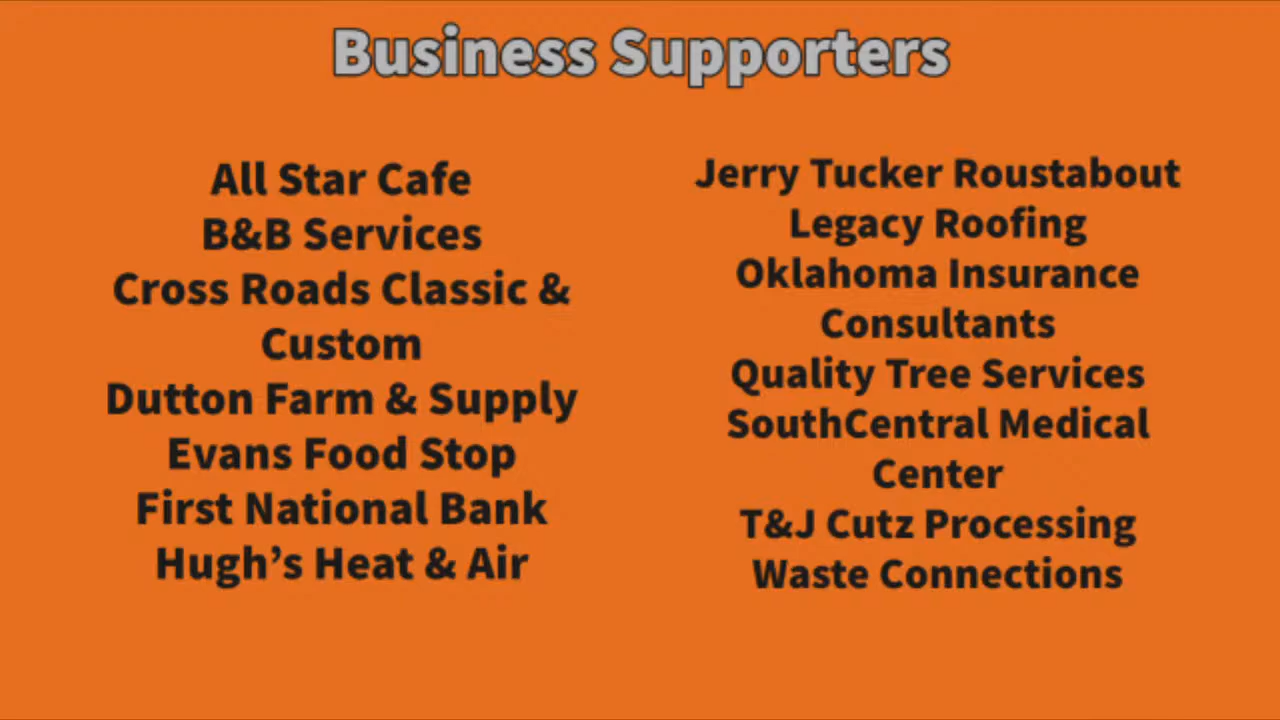 Business Supporters
All Star Cafe
B&B Services
Cross Roads Classic &
Custom
Dutton Farm & Supply
Evans Food Stop
First National Bank
Hugh’s Heat & Air
Jerry Tucker Roustabout
Legacy Roofing
Oklahoma Insurance
Consultants
Quality Tree Services
SouthCentral Medical
Center
T&J Cutz Processing
Waste Connections